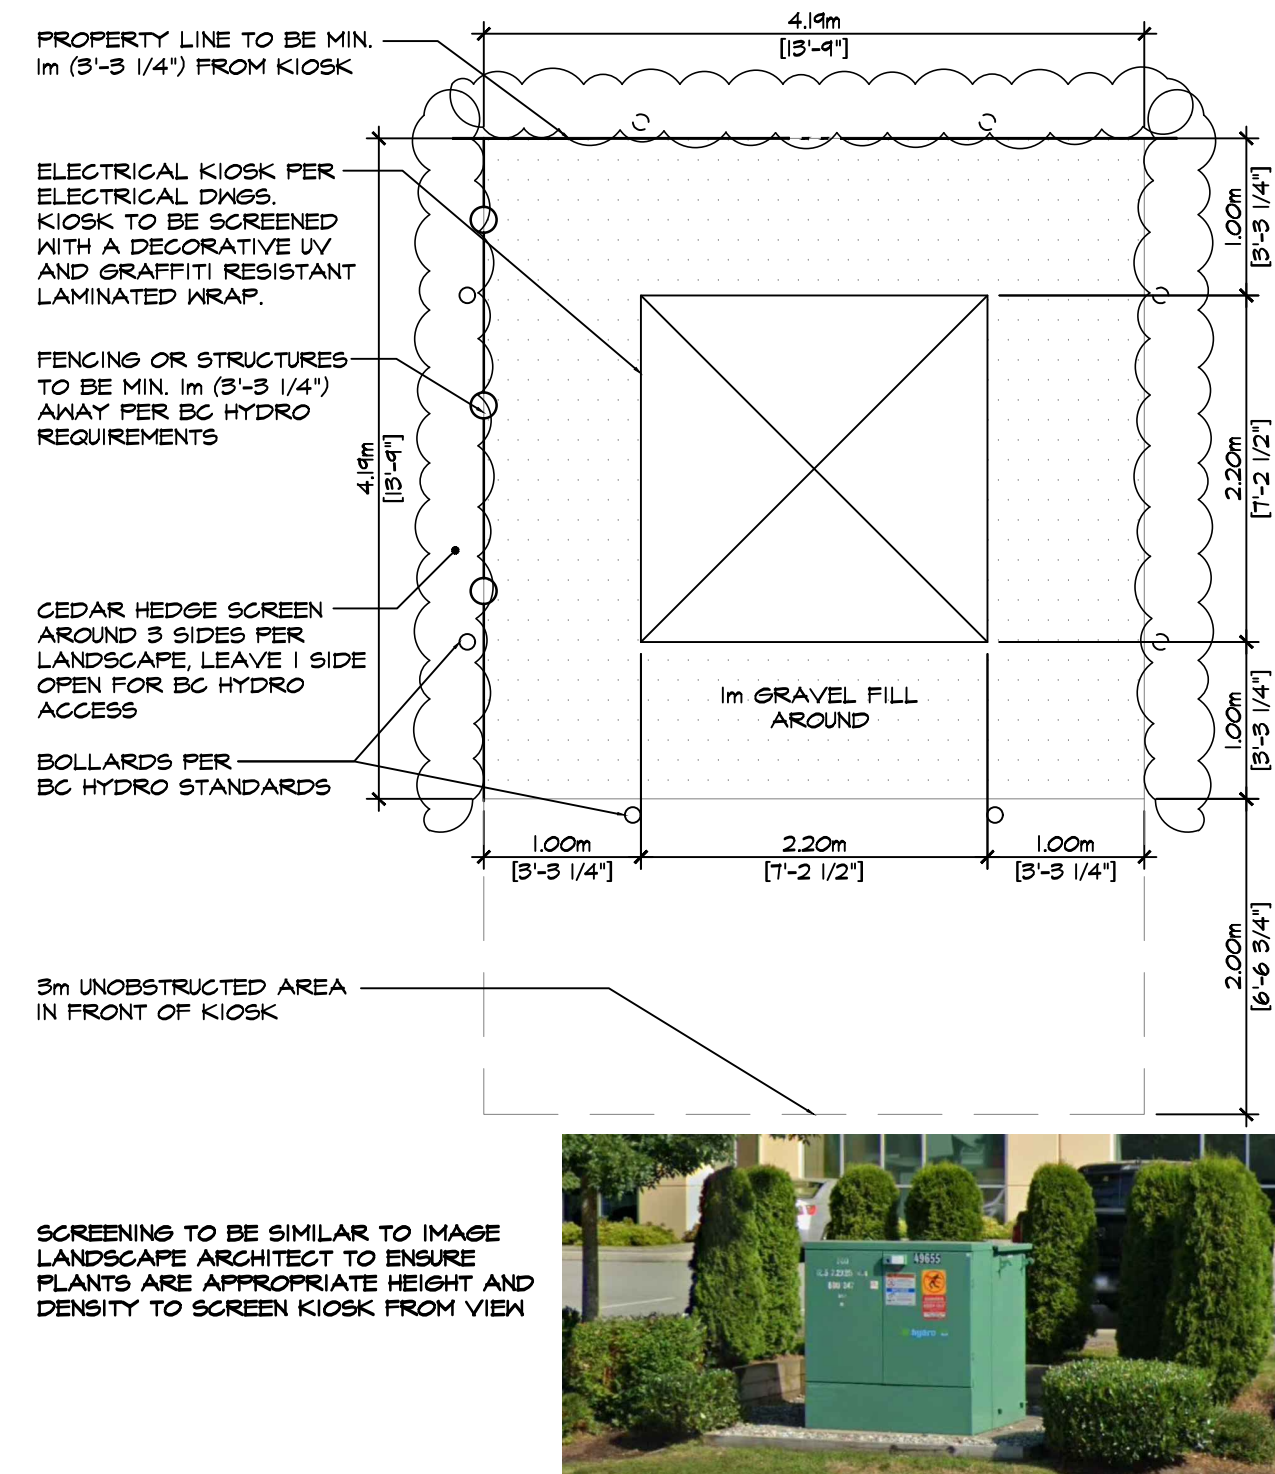 4.19m
[13'-9"]
PROPERTY LINE TO BE MIN.
1m (3'-3 1/4") FROM KIOSK
ELECTRICAL KIOSK PER
ELECTRICAL DWGS.
KIOSK TO BE SCREENED
WITH A DECORATIVE UV
AND GRAFFITI RESISTANT
LAMINATED WRAP.
1.00m
[3'-3 1/4"]
FENCING OR STRUCTURES
TO BE MIN. 1m (3'-3 1/4")
AWAY PER BC HYDRO
REQUIREMENTS
4.19m
[13'-9"]
2.20m
[7'-2 1/2"]
CEDAR HEDGE SCREEN
AROUND 3 SIDES PER
LANDSCAPE, LEAVE 1 SIDE
OPEN FOR BC HYDRO
ACCESS
1m GRAVEL FILL
AROUND
1.00m
[3'-3 1/4"]
BOLLARDS PER
BC HYDRO STANDARDS
1.00m
[3'-3 1/4"]
2.20m
[7'-2 1/2"]
1.00m
[3'-3 1/4"]
2.00m
[6'-6 3/4"]
3m UNOBSTRUCTED AREA
IN FRONT OF KIOSK
SCREENING TO BE SIMILAR TO IMAGE
LANDSCAPE ARCHITECT TO ENSURE
PLANTS ARE APPROPRIATE HEIGHT AND
DENSITY TO SCREEN KIOSK FROM VIEW
49655
hydro